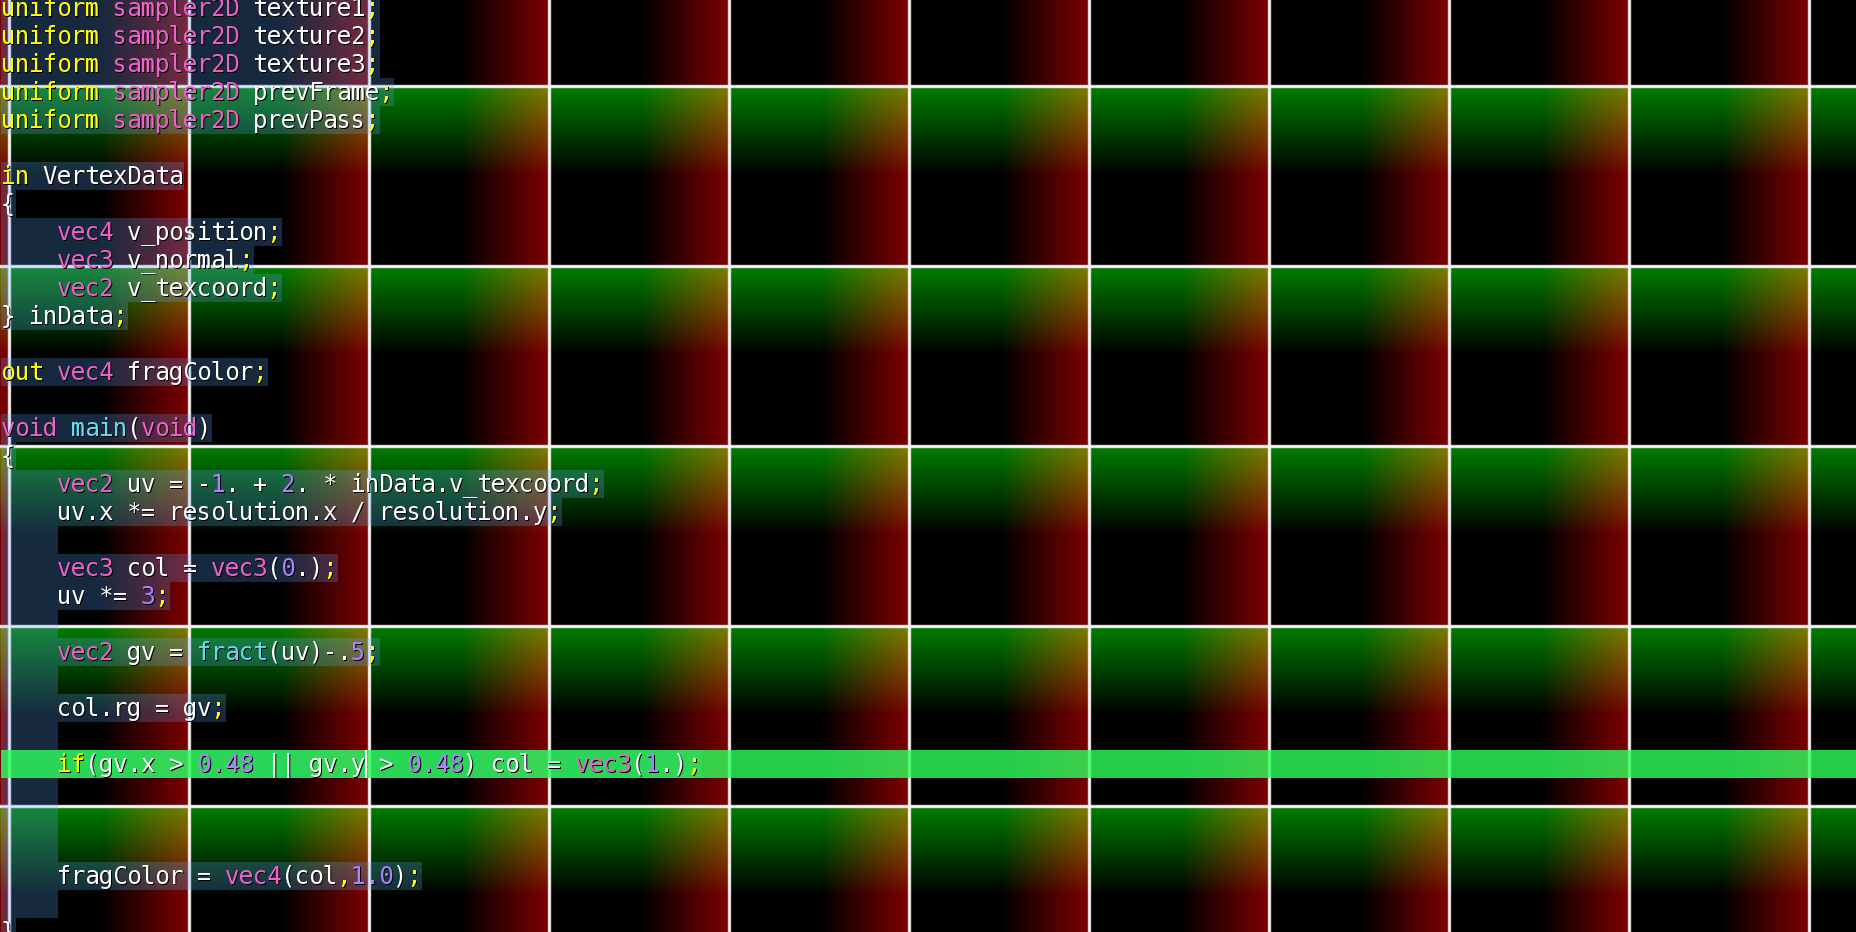 uniform sampler2D texture1;
uniform sampler2D texture2;
uniform sampler2D texture3;
uniform sampler2D prevFrame;
uniform sampler2D prevPass;
in VertexData
{
    vec4 v_position;
    vec3 v_normal;
    vec2 v_texcoord;
} inData;
out vec4 fragColor;
void main(void)
{
    vec2 uv = -1. + 2. * inData.v_texcoord;
    uv.x *= resolution.x / resolution.y;
    vec3 col = vec3(0.);
    uv *= 3;
    vec2 gv = fract(uv)-.5;
    col.rg = gv;
    if(gv.x > 0.48 || gv.y > 0.48) col = vec3(1.);
    fragColor = vec4(col,1.0);
}